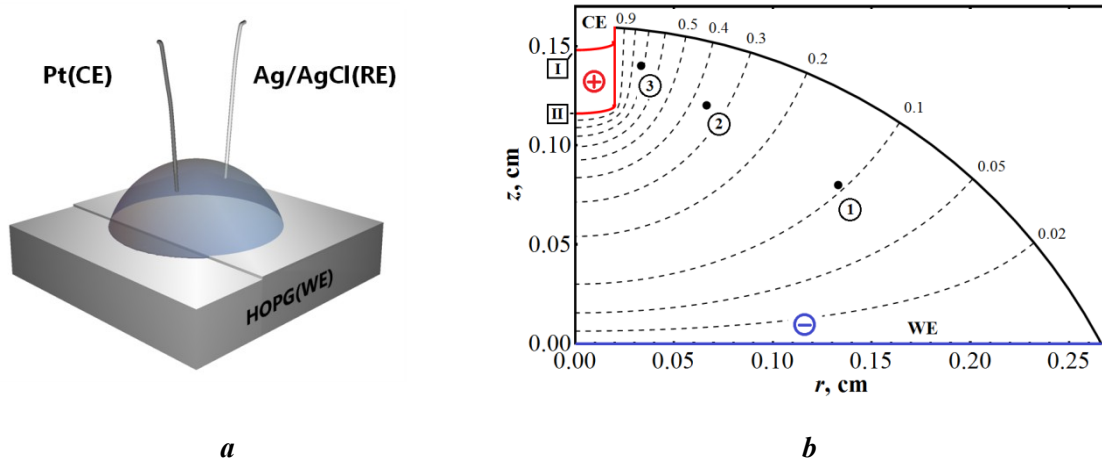 Pt(CE)
Ag/AgCl(RE)
HOPG(WE)
a
CE 0.9 0.5 0.4 0.3 0.2 0.1 0.05 0.02
0.15
0.10
0.05
0.00
z, cm
I
II
+
3
2
1
−
WE
0.00 0.05 0.10 0.15 0.20 0.25
r, cm
b